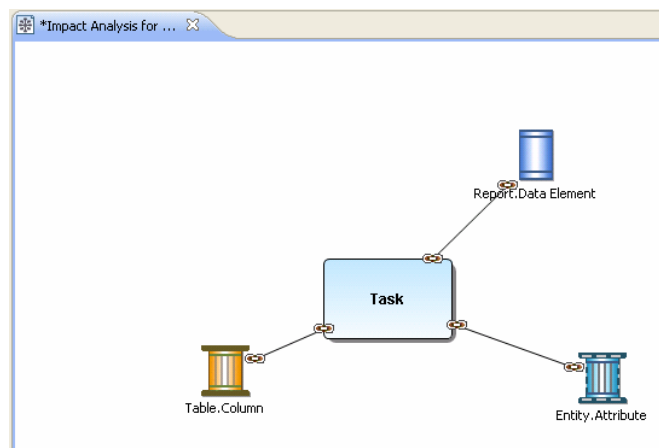 *Impact Analysis for ...
Report.Data Element
Task
Table.Column
Entity.Attribute